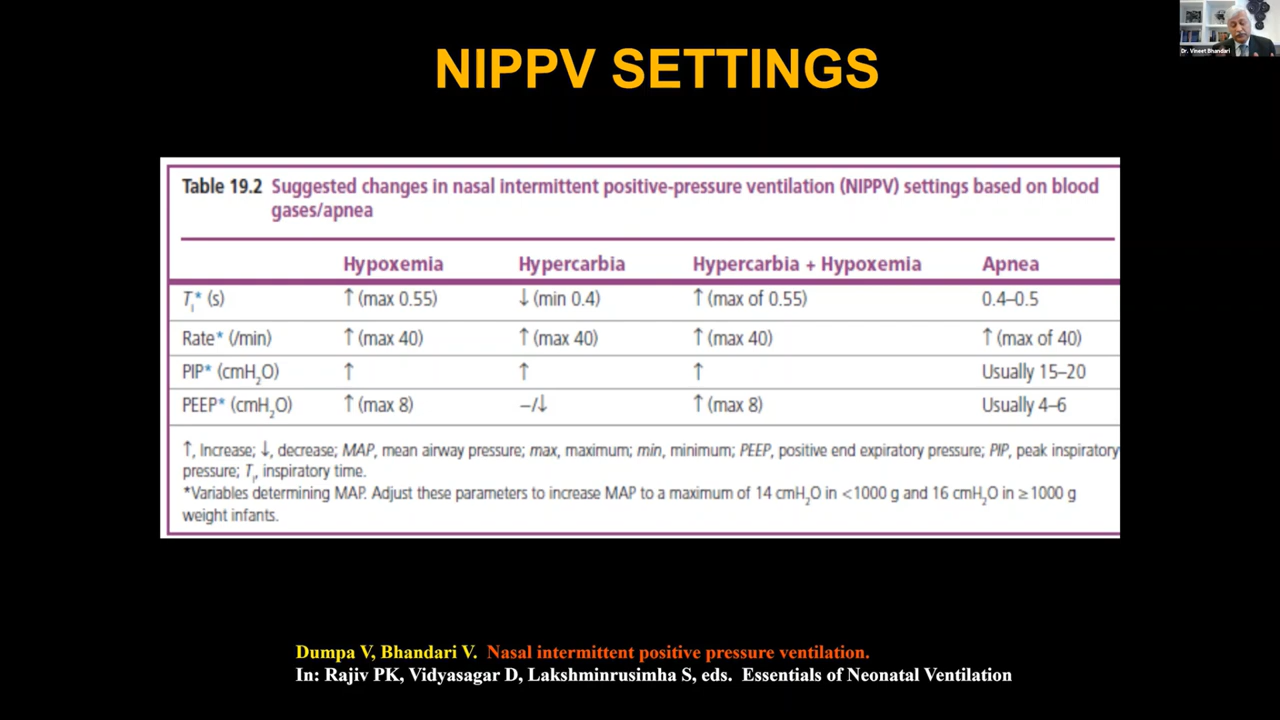 Dr. Vineet Bhandari
NIPPV SETTINGS
Table 19.2 Suggested changes in nasal intermittent positive-pressure ventilation (NIPPV) settings based on blood
gases/apnea
Hypoxemia Hypercarbia Hypercarbia + Hypoxemia Apnea
Tᵢ* (s) ↑ (max 0.55) ↓ (min 0.4) ↑ (max of 0.55) 0.4–0.5
Rate* (/min) ↑ (max 40) ↑ (max 40) ↑ (max 40) ↑ (max of 40)
PIP* (cmH₂O) ↑ ↑ ↑ Usually 15–20
PEEP* (cmH₂O) ↑ (max 8) –/↓ ↑ (max 8) Usually 4–6
↑, Increase; ↓, decrease; MAP, mean airway pressure; max, maximum; min, minimum; PEEP, positive end expiratory pressure; PIP, peak inspiratory
pressure; Tᵢ, inspiratory time.
*Variables determining MAP. Adjust these parameters to increase MAP to a maximum of 14 cmH₂O in <1000 g and 16 cmH₂O in ≥1000 g
weight infants.
Dumpa V, Bhandari V. Nasal intermittent positive pressure ventilation.
In: Rajiv PK, Vidyasagar D, Lakshminrusimha S, eds. Essentials of Neonatal Ventilation